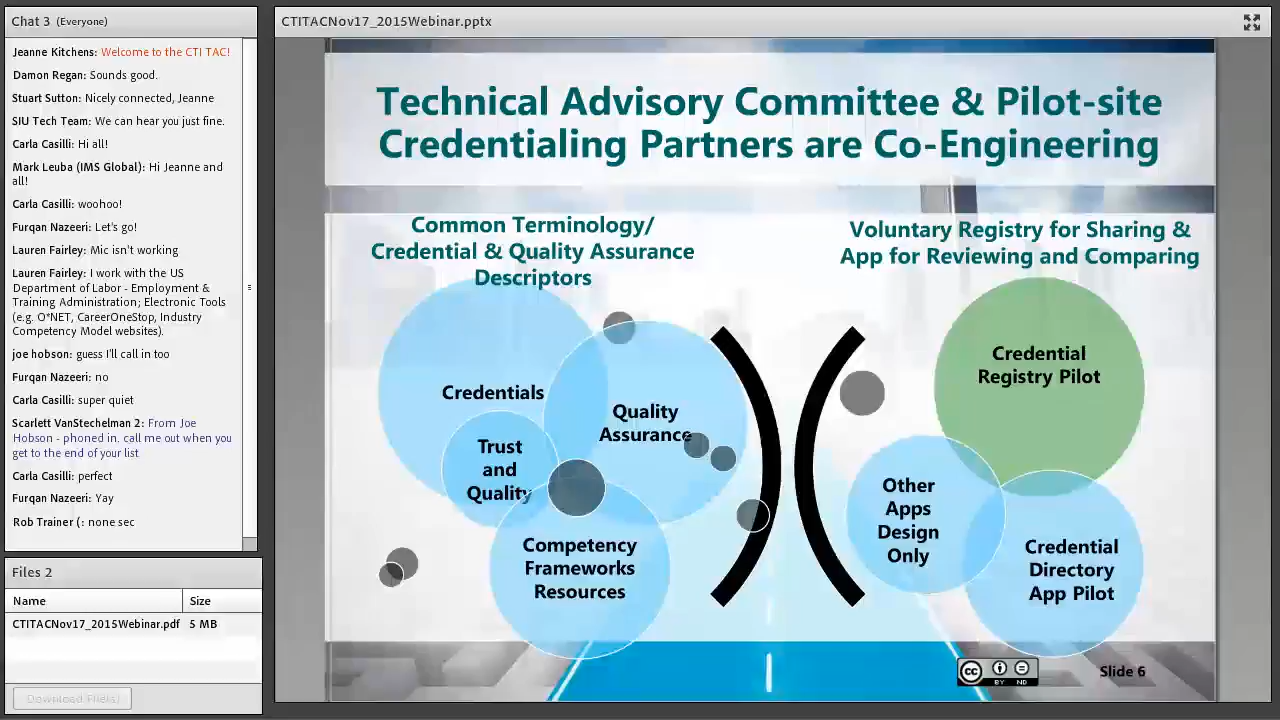 Chat 3 (Everyone)
Jeanne Kitchens: Welcome to the CTI TAC!
Damon Regan: Sounds good.
Stuart Sutton: Nicely connected, Jeanne
SIU Tech Team: We can hear you just fine.
Carla Casilli: Hi all!
Mark Leuba (IMS Global): Hi Jeanne and
all!
Carla Casilli: woohoo!
Furqan Nazeeri: Let's go!
Lauren Fairley: Mic isn't working
Lauren Fairley: I work with the US
Department of Labor - Employment &
Training Administration; Electronic Tools
(e.g. O*NET, CareerOneStop, Industry
Competency Model websites).
joe hobson: guess I'll call in too
Furqan Nazeeri: no
Carla Casilli: super quiet
Scarlett VanStechelman 2: From Joe
Hobson - phoned in. call me out when you
get to the end of your list
Carla Casilli: perfect
Furqan Nazeeri: Yay
Rob Trainer (: none sec
Files 2
Name Size
CTITACNov17_2015Webinar.pdf 5 MB
Download File(s)
CTITACNov17_2015Webinar.pptx
Technical Advisory Committee & Pilot-site
Credentialing Partners are Co-Engineering
Common Terminology/
Credential & Quality Assurance
Descriptors
Credentials
Quality
Assurance
Trust
and
Quality
Competency
Frameworks
Resources
Voluntary Registry for Sharing &
App for Reviewing and Comparing
Credential
Registry Pilot
Other
Apps
Design
Only
Credential
Directory
App Pilot
cc BY ND
Slide 6